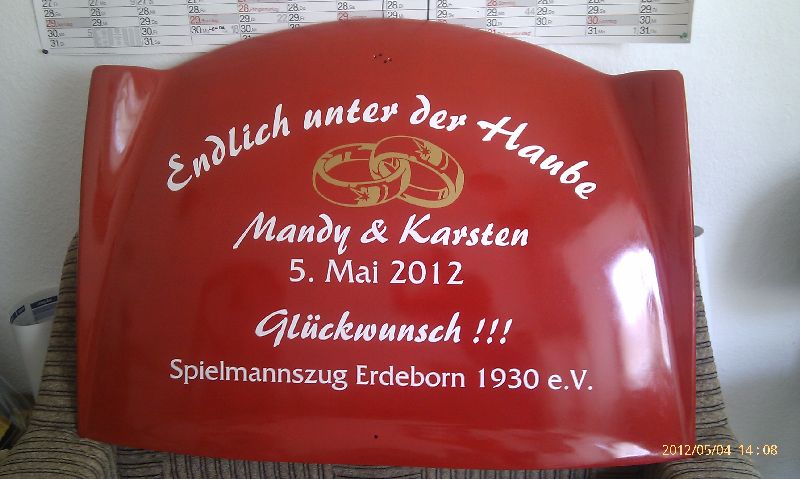 Endlich unter der Haube
Mandy & Karsten
5. Mai 2012
Glückwunsch !!!
Spielmannszug Erdeborn 1930 e.V.
2012/05/04 14:08